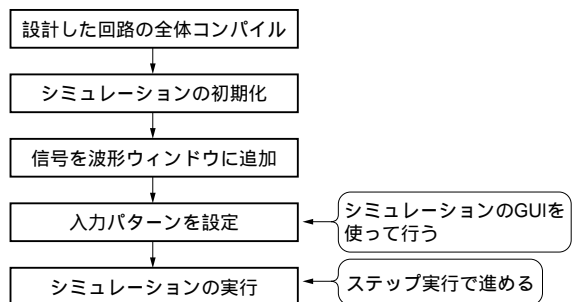 設計した回路の全体コンパイル
シミュレーションの初期化
信号を波形ウィンドウに追加
入力パターンを設定
シミュレーションのGUIを
使って行う
シミュレーションの実行
ステップ実行で進める